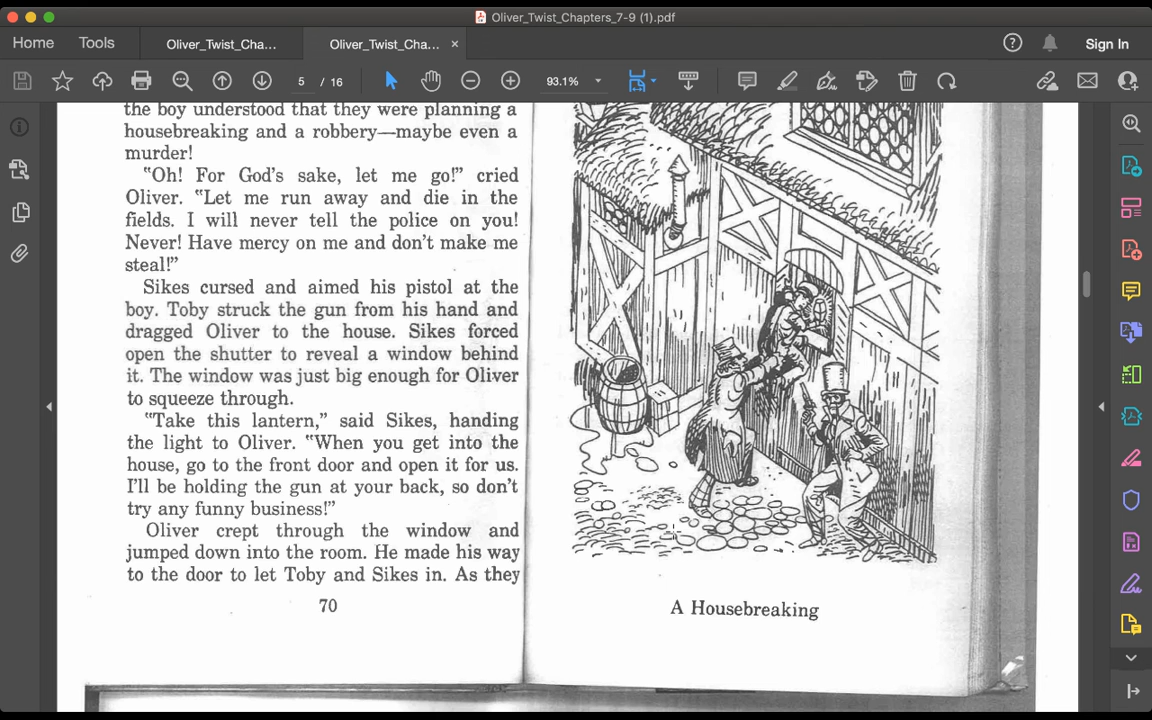 Oliver_Twist_Chapters_7-9 (1).pdf
Home Tools Oliver_Twist_Cha... Oliver_Twist_Cha... × Sign In
5 / 16 93.1%
the boy understood that they were planning a
housebreaking and a robbery—maybe even a
murder!
"Oh! For God's sake, let me go!" cried
Oliver. "Let me run away and die in the
fields. I will never tell the police on you!
Never! Have mercy on me and don't make me
steal!"
Sikes cursed and aimed his pistol at the
boy. Toby struck the gun from his hand and
dragged Oliver to the house. Sikes forced
open the shutter to reveal a window behind
it. The window was just big enough for Oliver
to squeeze through.
"Take this lantern," said Sikes, handing
the light to Oliver. "When you get into the
house, go to the front door and open it for us.
I'll be holding the gun at your back, so don't
try any funny business!"
Oliver crept through the window and
jumped down into the room. He made his way
to the door to let Toby and Sikes in. As they
70
A Housebreaking